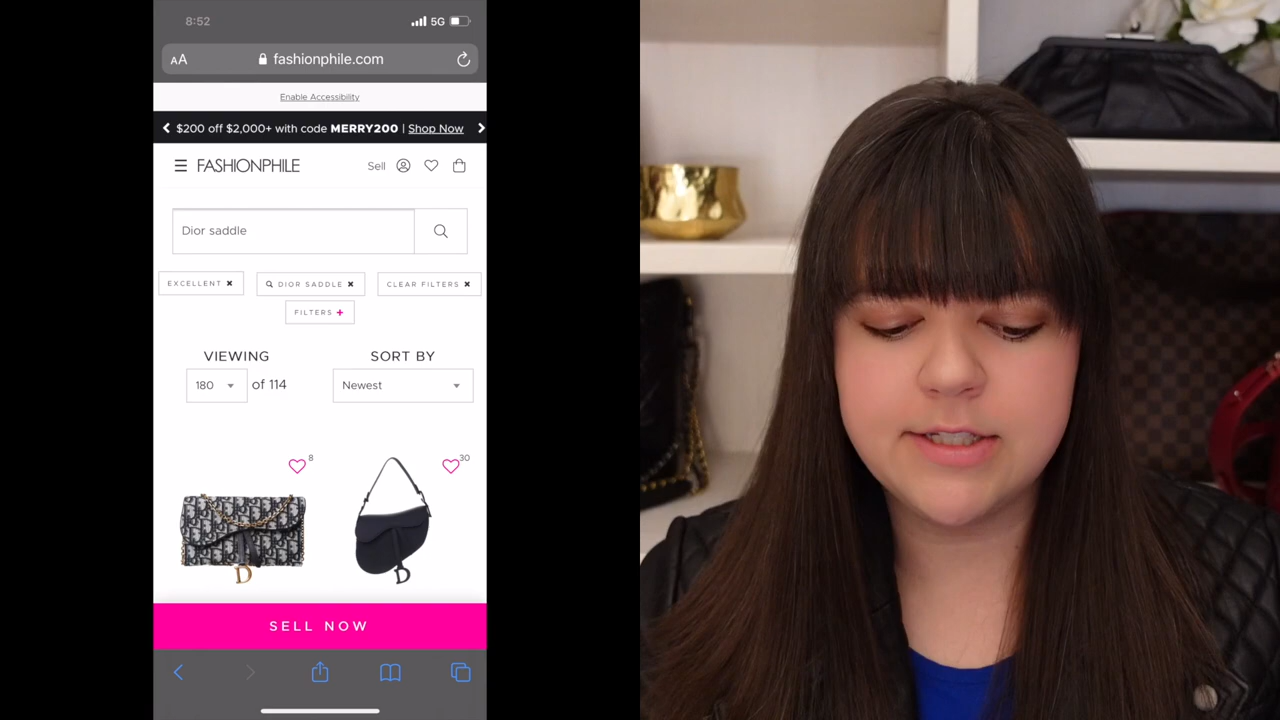 8:52
5G
AA
fashionphile.com
Enable Accessibility
$200 off $2,000+ with code MERRY200 | Shop Now
FASHIONPHILE
Sell
Dior saddle
EXCELLENT ✖
DIOR SADDLE ✖
CLEAR FILTERS ✖
FILTERS +
VIEWING
SORT BY
180
of 114
Newest
8
30
SELL NOW